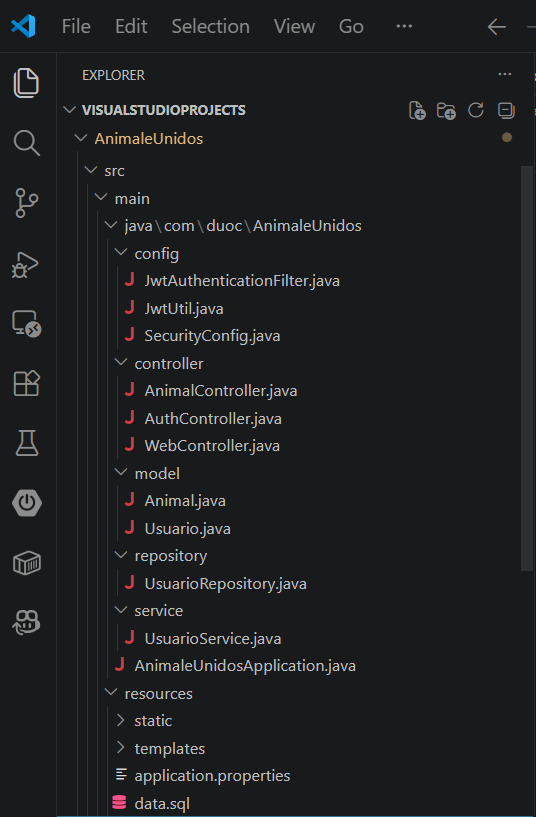 File Edit Selection View Go ···
EXPLORER ···
VISUALSTUDIOPROJECTS
AnimaleUnidos
src
main
java\com\duoc\AnimaleUnidos
config
JwtAuthenticationFilter.java
JwtUtil.java
SecurityConfig.java
controller
AnimalController.java
AuthController.java
WebController.java
model
Animal.java
Usuario.java
repository
UsuarioRepository.java
service
UsuarioService.java
AnimaleUnidosApplication.java
resources
static
templates
application.properties
data.sql